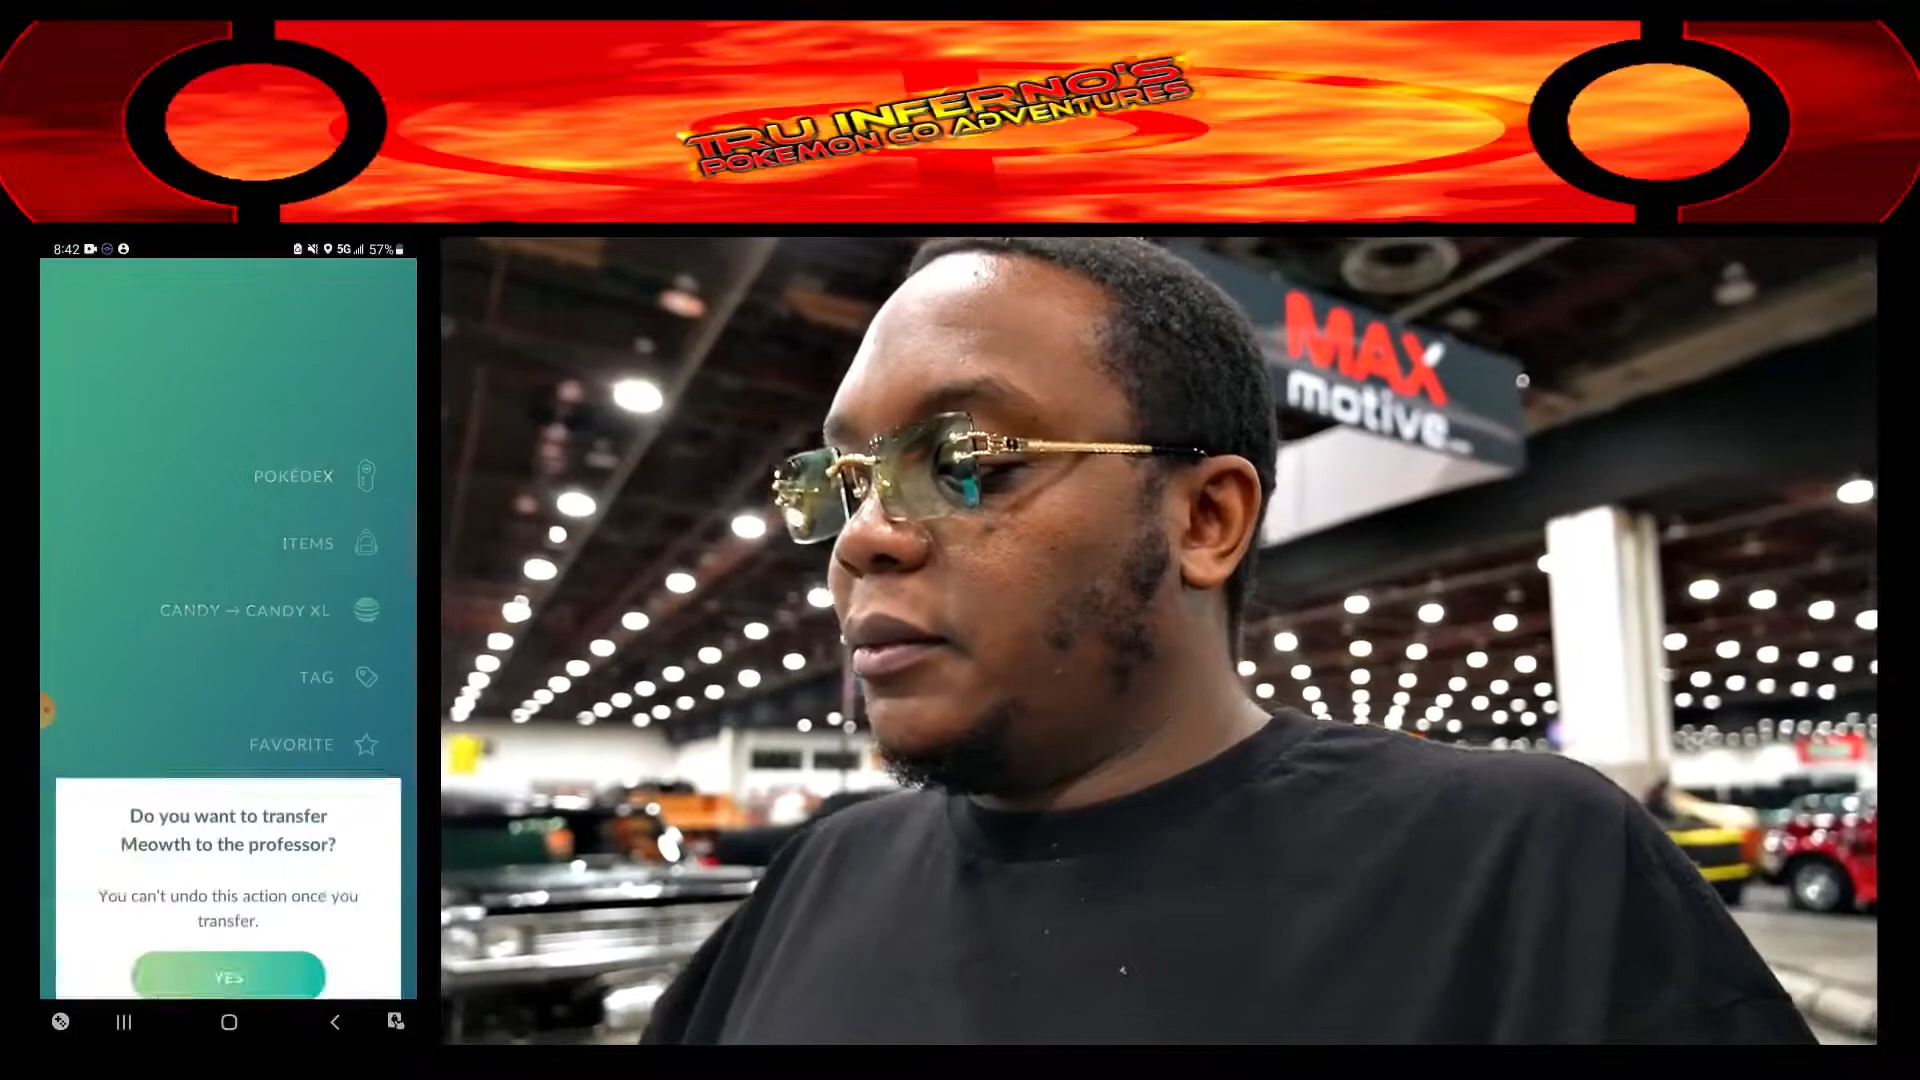 TRU INFERNO'S
POKEMON GO ADVENTURES
8:42
5G 57%
POKÉDEX
ITEMS
CANDY → CANDY XL
TAG
FAVORITE
Do you want to transfer
Meowth to the professor?
You can't undo this action once you
transfer.
YES
MAX
motive